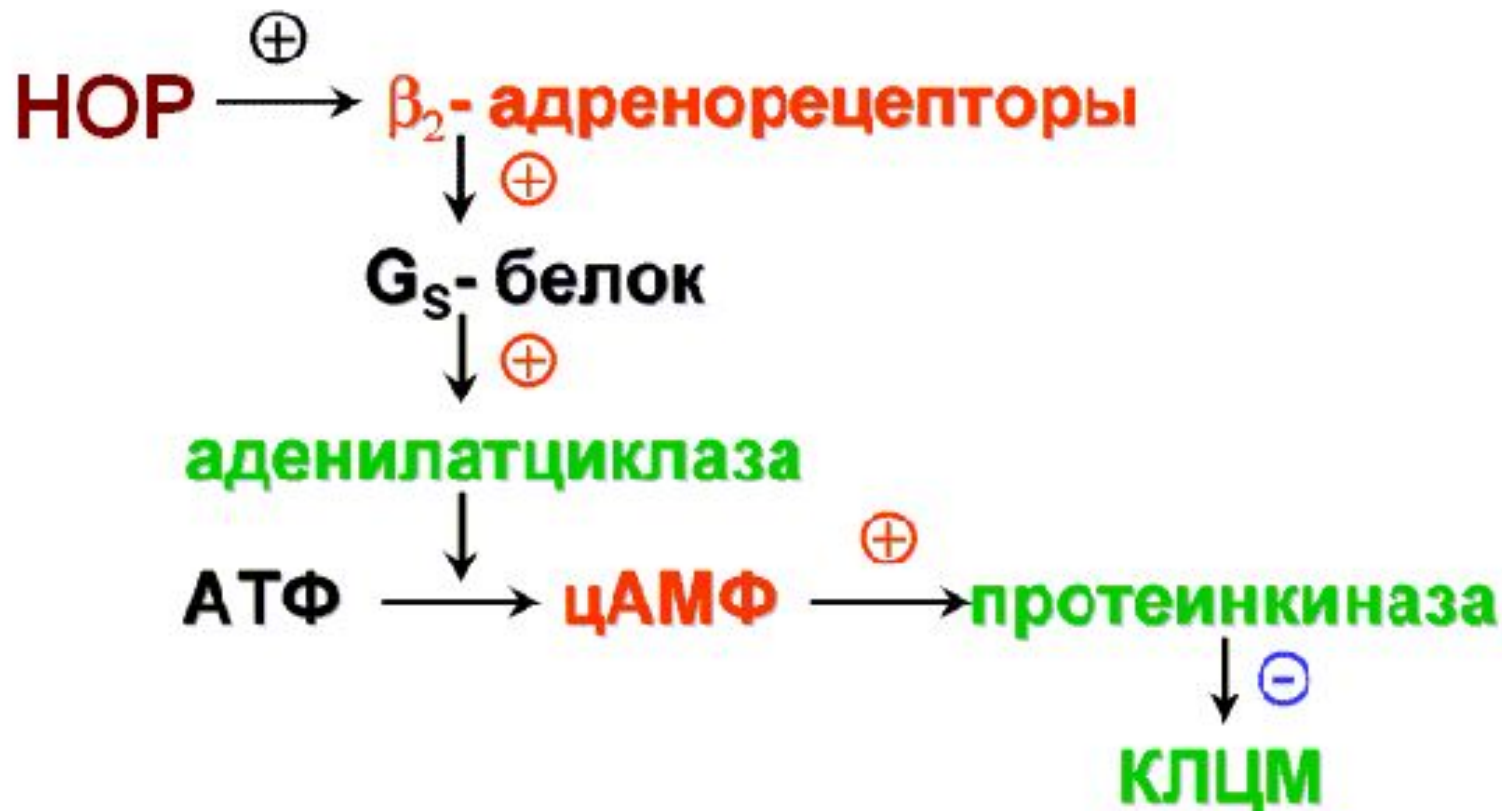 НОР
⊕
β₂- адренорецепторы
⊕
Gs- белок
⊕
аденилатциклаза
АТФ
цАМФ
⊕
протеинкиназа
⊖
КЛЦМ